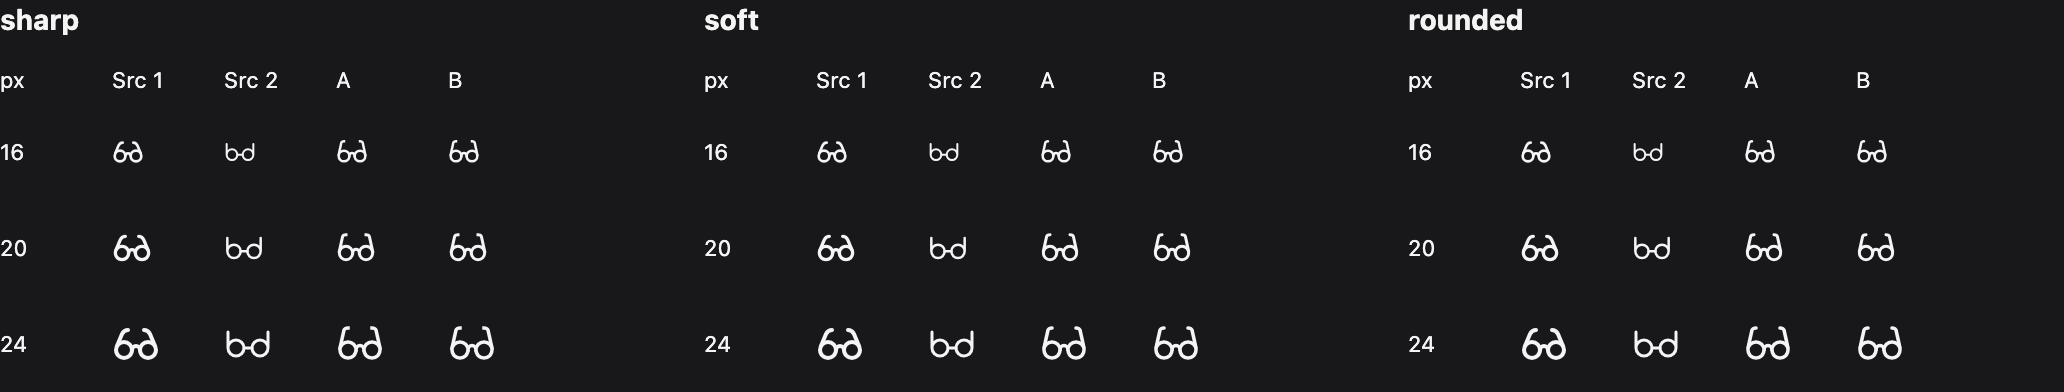 sharp soft rounded
px Src 1 Src 2 A B px Src 1 Src 2 A B px Src 1 Src 2 A B
16 16 16
20 20 20
24 24 24